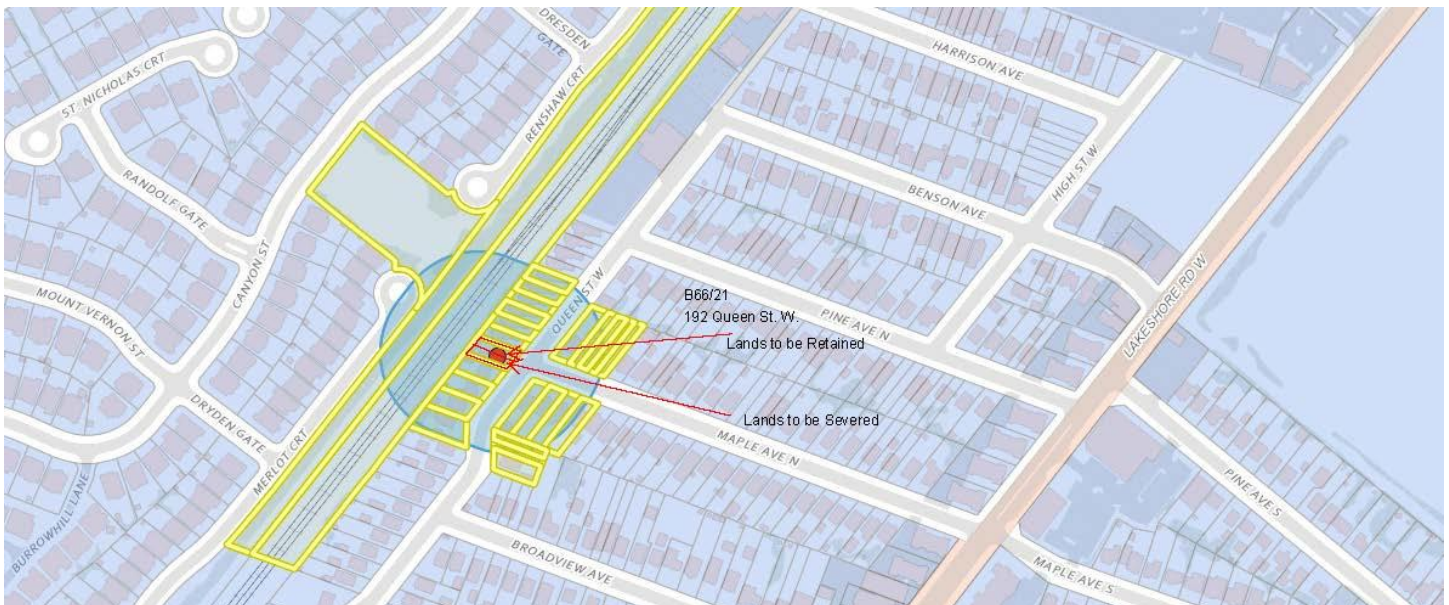 DRESDEN
GATE
HARRISON AVE
ST. NICHOLAS CRT
RENSHAW CRT
RANDOLF GATE
HIGH ST W
BENSON AVE
CANYON ST
LAKESHORE RD W
QUEEN ST W
B66/21
192 Queen St. W.
MOUNT VERNON ST
PINE AVE N
Lands to be Retained
DRYDEN GATE
Lands to be Severed
MERLOT CRT
MAPLE AVE N
PINE AVE S
BURROWHILL LANE
BROADVIEW AVE
MAPLE AVE S